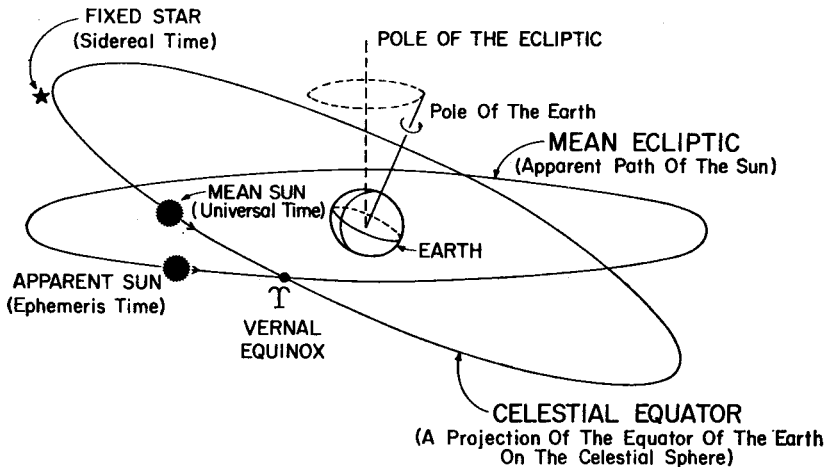 FIXED STAR
(Sidereal Time)
POLE OF THE ECLIPTIC
Pole Of The Earth
MEAN ECLIPTIC
(Apparent Path Of The Sun)
MEAN SUN
(Universal Time)
EARTH
APPARENT SUN
(Ephemeris Time)
♈
VERNAL
EQUINOX
CELESTIAL EQUATOR
(A Projection Of The Equator Of The Earth
On The Celestial Sphere)